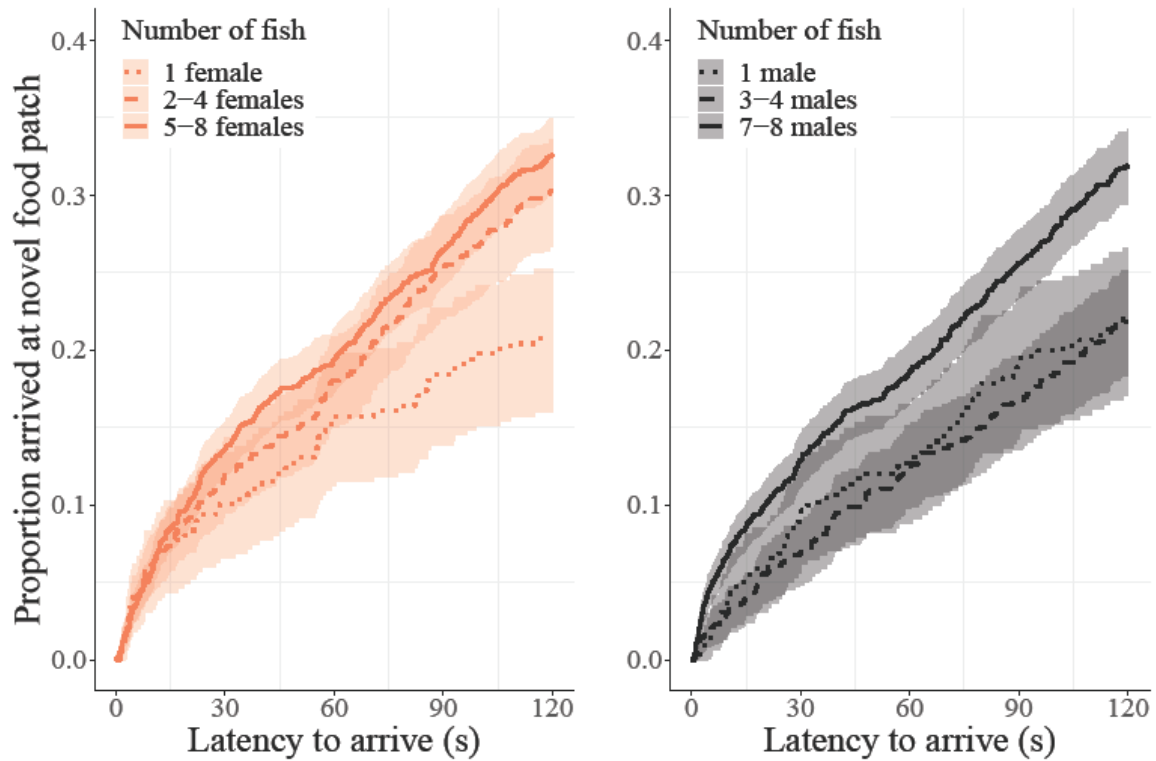 Proportion arrived at novel food patch
0.4
0.3
0.2
0.1
0.0
Number of fish
1 female
2−4 females
5−8 females
0 30 60 90 120
Latency to arrive (s)
0.4
0.3
0.2
0.1
0.0
Number of fish
1 male
3−4 males
7−8 males
0 30 60 90 120
Latency to arrive (s)